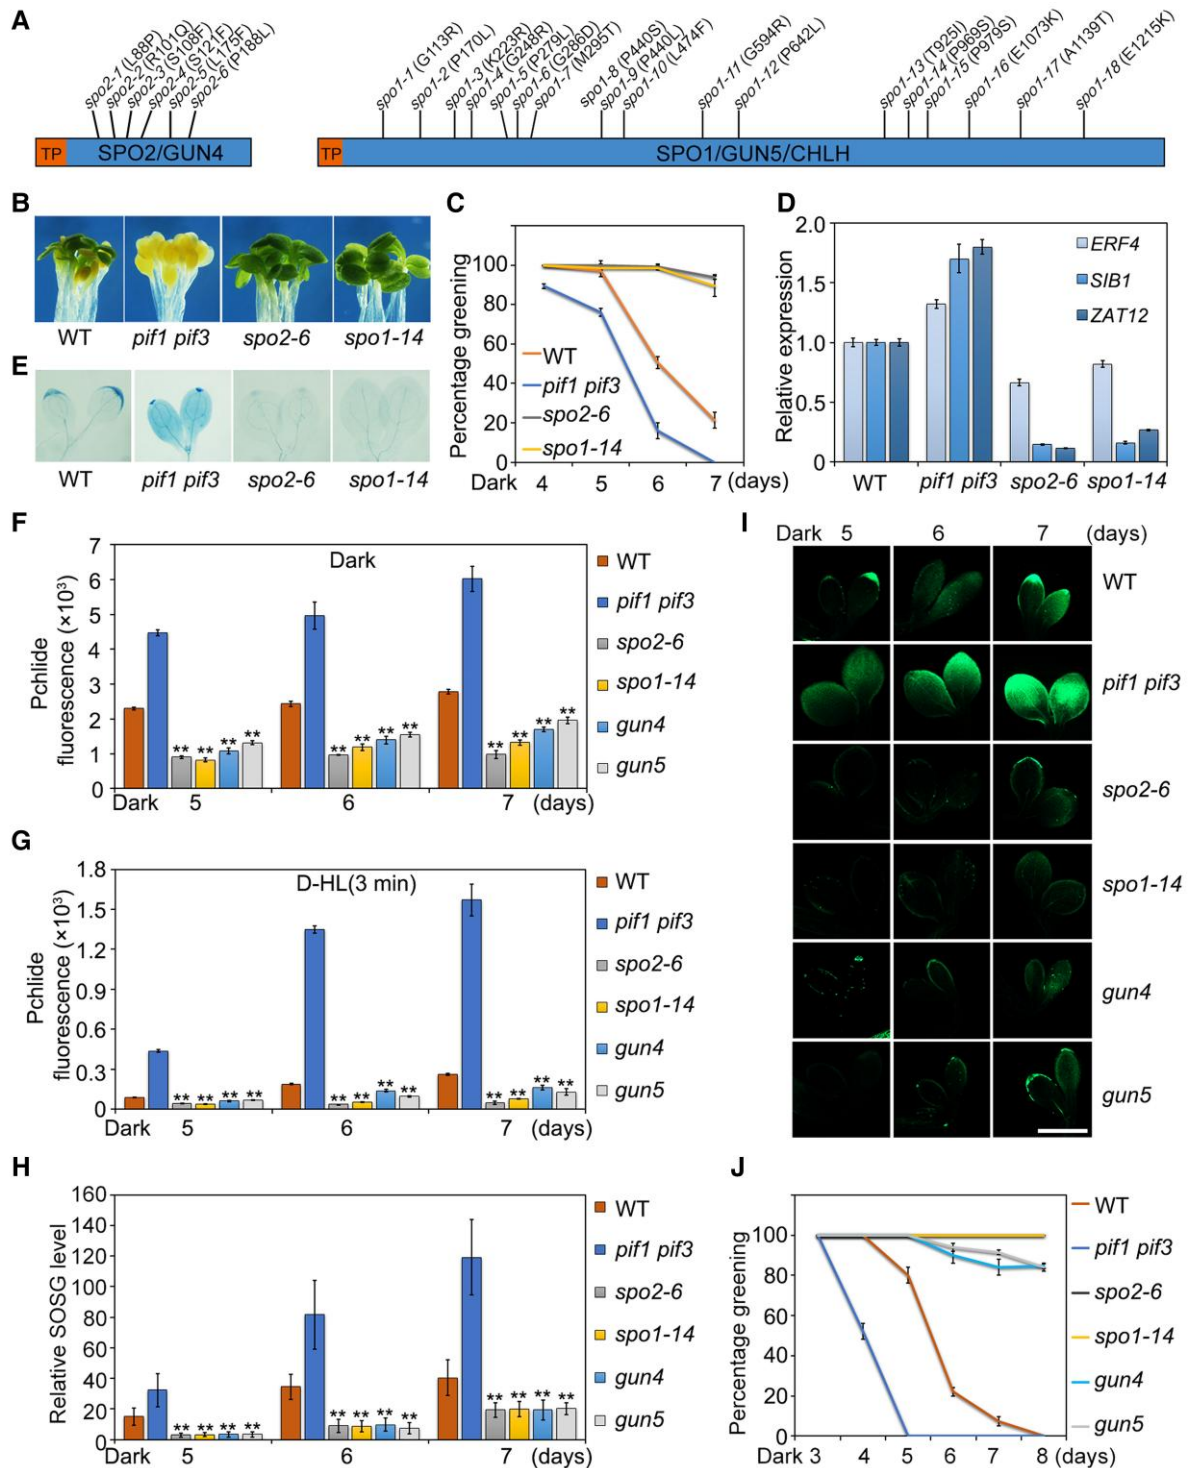 A
spo2-1 (L88P)
spo2-2 (R101Q)
spo2-3 (S108F)
spo2-4 (S121F)
spo2-5 (L175F)
spo2-6 (P188L)
spo1-1 (G113R)
spo1-2 (P170L)
spo1-3 (K223R)
spo1-4 (G248R)
spo1-5 (P279L)
spo1-6 (G286D)
spo1-7 (M295T)
spo1-8 (P440S)
spo1-9 (P440L)
spo1-10 (L474F)
spo1-11 (G594R)
spo1-12 (P642L)
spo1-13 (T925I)
spo1-14 (P969S)
spo1-15 (P979S)
spo1-16 (E1073K)
spo1-17 (A1139T)
spo1-18 (E1215K)
TP SPO2/GUN4
TP SPO1/GUN5/CHLH
B
WT pif1 pif3 spo2-6 spo1-14
C
Percentage greening
100
80
60
40
20
0
WT
pif1 pif3
spo2-6
spo1-14
Dark 4 5 6 7 (days)
D
Relative expression
2.0
1.5
1.0
0.5
0
ERF4
SIB1
ZAT12
WT pif1 pif3 spo2-6 spo1-14
E
WT pif1 pif3 spo2-6 spo1-14
F
Dark
Pchlide
fluorescence (×10³)
7
6
5
4
3
2
1
0
** ** ** ** ** ** ** ** ** ** ** **
Dark 5 6 7 (days)
WT
pif1 pif3
spo2-6
spo1-14
gun4
gun5
G
D-HL(3 min)
Pchlide
fluorescence (×10³)
1.8
1.5
1.2
0.9
0.6
0.3
0
** ** ** ** ** ** ** ** ** ** ** **
Dark 5 6 7 (days)
WT
pif1 pif3
spo2-6
spo1-14
gun4
gun5
H
Relative SOSG level
160
140
120
100
80
60
40
20
0
** ** ** ** ** ** ** ** ** ** ** **
Dark 5 6 7 (days)
WT
pif1 pif3
spo2-6
spo1-14
gun4
gun5
I
Dark 5 6 7 (days)
WT
pif1 pif3
spo2-6
spo1-14
gun4
gun5
J
Percentage greening
100
80
60
40
20
0
Dark 3 4 5 6 7 8 (days)
WT
pif1 pif3
spo2-6
spo1-14
gun4
gun5